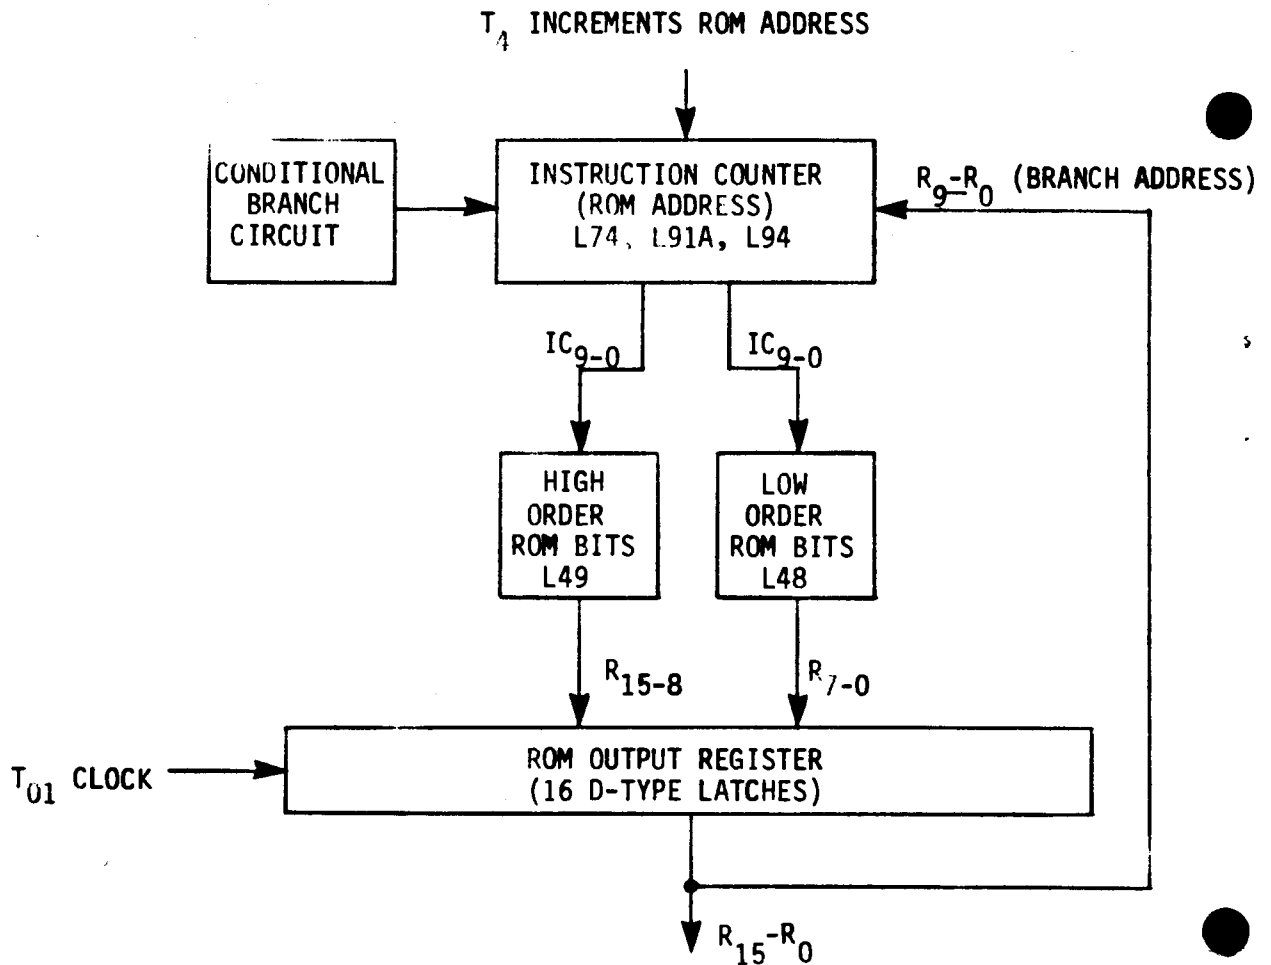 T4 INCREMENTS ROM ADDRESS
CONDITIONAL
BRANCH
CIRCUIT
INSTRUCTION COUNTER
(ROM ADDRESS)
L74, L91A, L94
R9-R0 (BRANCH ADDRESS)
IC9-0
IC9-0
HIGH
ORDER
ROM BITS
L49
LOW
ORDER
ROM BITS
L48
R15-8
R7-0
T01 CLOCK
ROM OUTPUT REGISTER
(16 D-TYPE LATCHES)
R15-R0